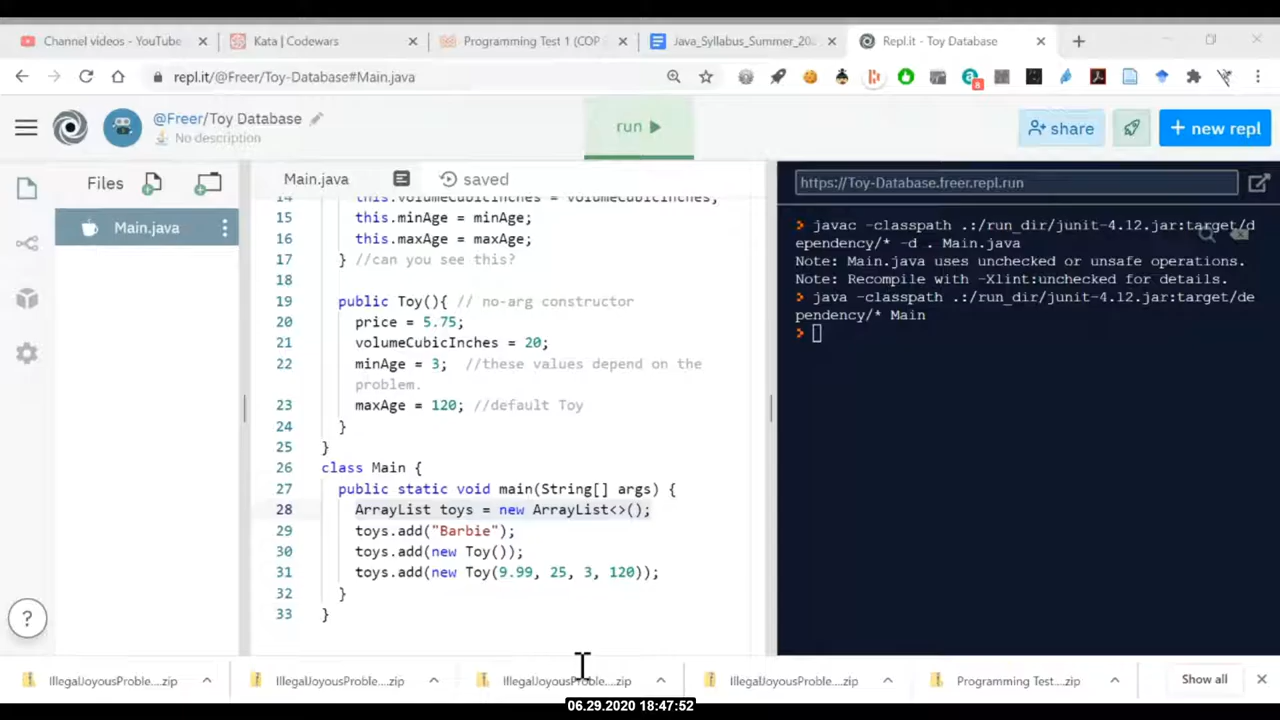 Channel videos - YouTube
Kata | Codewars
Programming Test 1 (COP
Java_Syllabus_Summer_20
Repl.it - Toy Database
repl.it/@Freer/Toy-Database#Main.java
8
@Freer/Toy Database
No description
run
share
+ new repl
Files
Main.java
saved
https://Toy-Database.freer.repl.run
Main.java
14 this.volumeCubicInches = volumeCubicInches;
15 this.minAge = minAge;
16 this.maxAge = maxAge;
17 } //can you see this?
18
19 public Toy(){ // no-arg constructor
20 price = 5.75;
21 volumeCubicInches = 20;
22 minAge = 3; //these values depend on the
problem.
23 maxAge = 120; //default Toy
24 }
25 }
26 class Main {
27 public static void main(String[] args) {
28 ArrayList toys = new ArrayList<>();
29 toys.add("Barbie");
30 toys.add(new Toy());
31 toys.add(new Toy(9.99, 25, 3, 120));
32 }
33 }
> javac -classpath .:/run_dir/junit-4.12.jar:target/d
ependency/* -d . Main.java
Note: Main.java uses unchecked or unsafe operations.
Note: Recompile with -Xlint:unchecked for details.
> java -classpath .:/run_dir/junit-4.12.jar:target/de
pendency/* Main
>
?
IllegalJoyousProble....zip
IllegalJoyousProble....zip
IllegalJoyousProble....zip
IllegalJoyousProble....zip
Programming Test....zip
Show all
06.29.2020 18:47:52